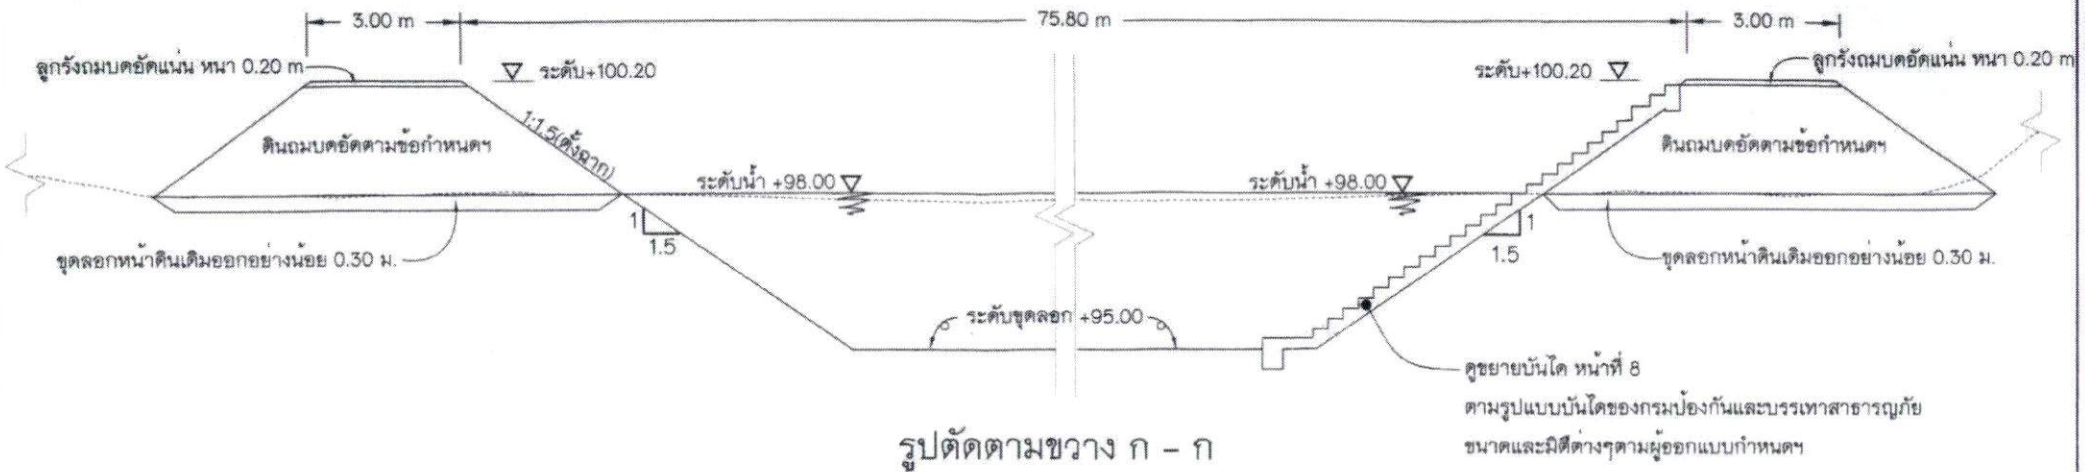 3.00 m
75.80 m
3.00 m
ลูกรังถมบดอัดแน่น หนา 0.20 m
ระดับ+100.20
ระดับ+100.20
ลูกรังถมบดอัดแน่น หนา 0.20 m
1:1.5(ตั้งฉาก)
ดินถมบดอัดตามข้อกำหนดฯ
ดินถมบดอัดตามข้อกำหนดฯ
ระดับน้ำ +98.00
ระดับน้ำ +98.00
1
1.5
1
1.5
ขุดลอกหน้าดินเดิมออกอย่างน้อย 0.30 ม.
ขุดลอกหน้าดินเดิมออกอย่างน้อย 0.30 ม.
ระดับขุดลอก +95.00
ดูขยายบันได หน้าที่ 8
ตามรูปแบบบันไดของกรมป้องกันและบรรเทาสาธารณภัย
ขนาดและมิติต่างๆตามผู้ออกแบบกำหนดฯ
รูปตัดตามขวาง ก - ก